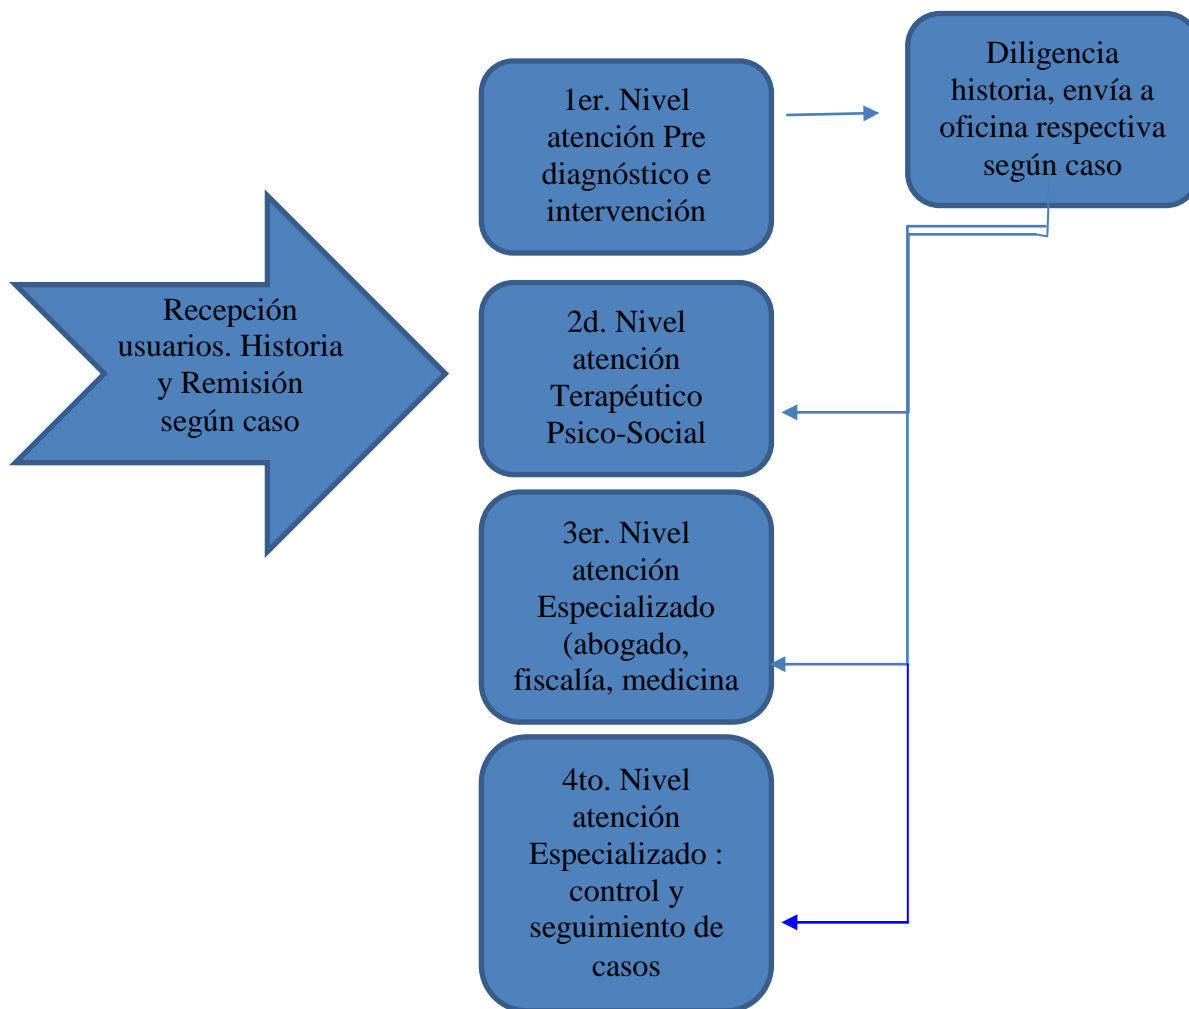 Recepción
usuarios. Historia
y Remisión
según caso
1er. Nivel
atención Pre
diagnóstico e
intervención
Diligencia
historia, envía a
oficina respectiva
según caso
2d. Nivel
atención
Terapéutico
Psico-Social
3er. Nivel
atención
Especializado
(abogado,
fiscalía, medicina
4to. Nivel
atención
Especializado :
control y
seguimiento de
casos